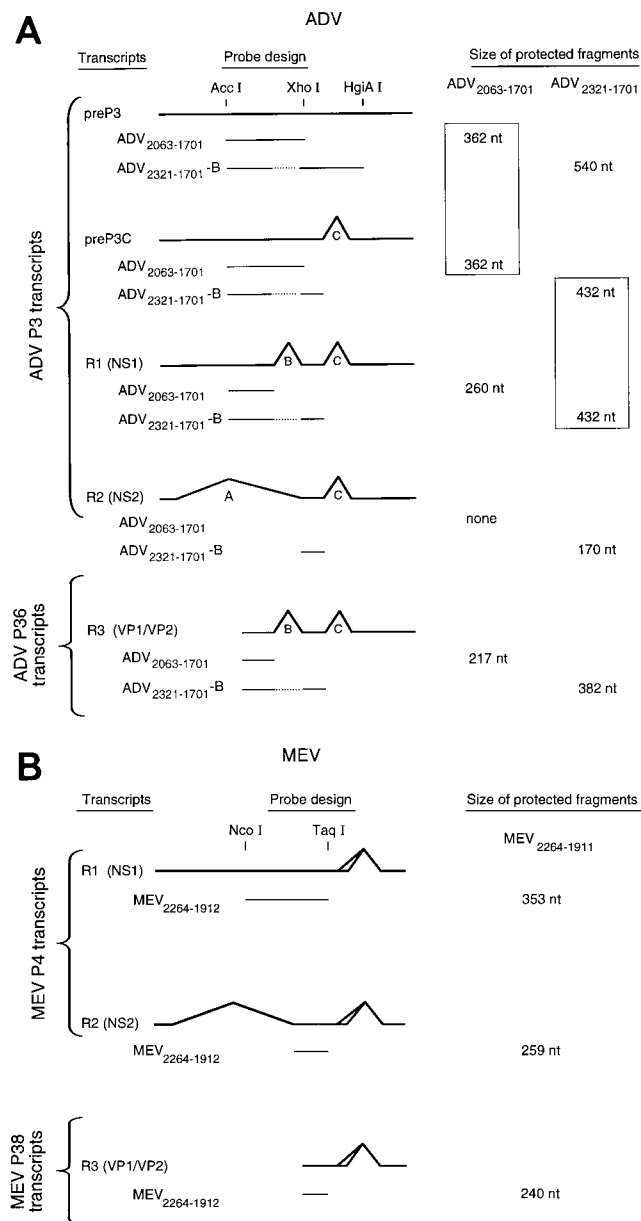 A
ADV
Transcripts Probe design Size of protected fragments
Acc I Xho I HgiA I ADV2063-1701 ADV2321-1701
ADV P3 transcripts
preP3
ADV2063-1701 362 nt
ADV2321-1701-B 540 nt
preP3C C
ADV2063-1701 362 nt
ADV2321-1701-B 432 nt
R1 (NS1) B C
ADV2063-1701 260 nt
ADV2321-1701-B 432 nt
R2 (NS2) A C
ADV2063-1701 none
ADV2321-1701-B 170 nt
ADV P36 transcripts
R3 (VP1/VP2) B C
ADV2063-1701 217 nt
ADV2321-1701-B 382 nt
B
MEV
Transcripts Probe design Size of protected fragments
Nco I Taq I MEV2264-1911
MEV P4 transcripts
R1 (NS1)
MEV2264-1912 353 nt
R2 (NS2)
MEV2264-1912 259 nt
MEV P38 transcripts
R3 (VP1/VP2)
MEV2264-1912 240 nt